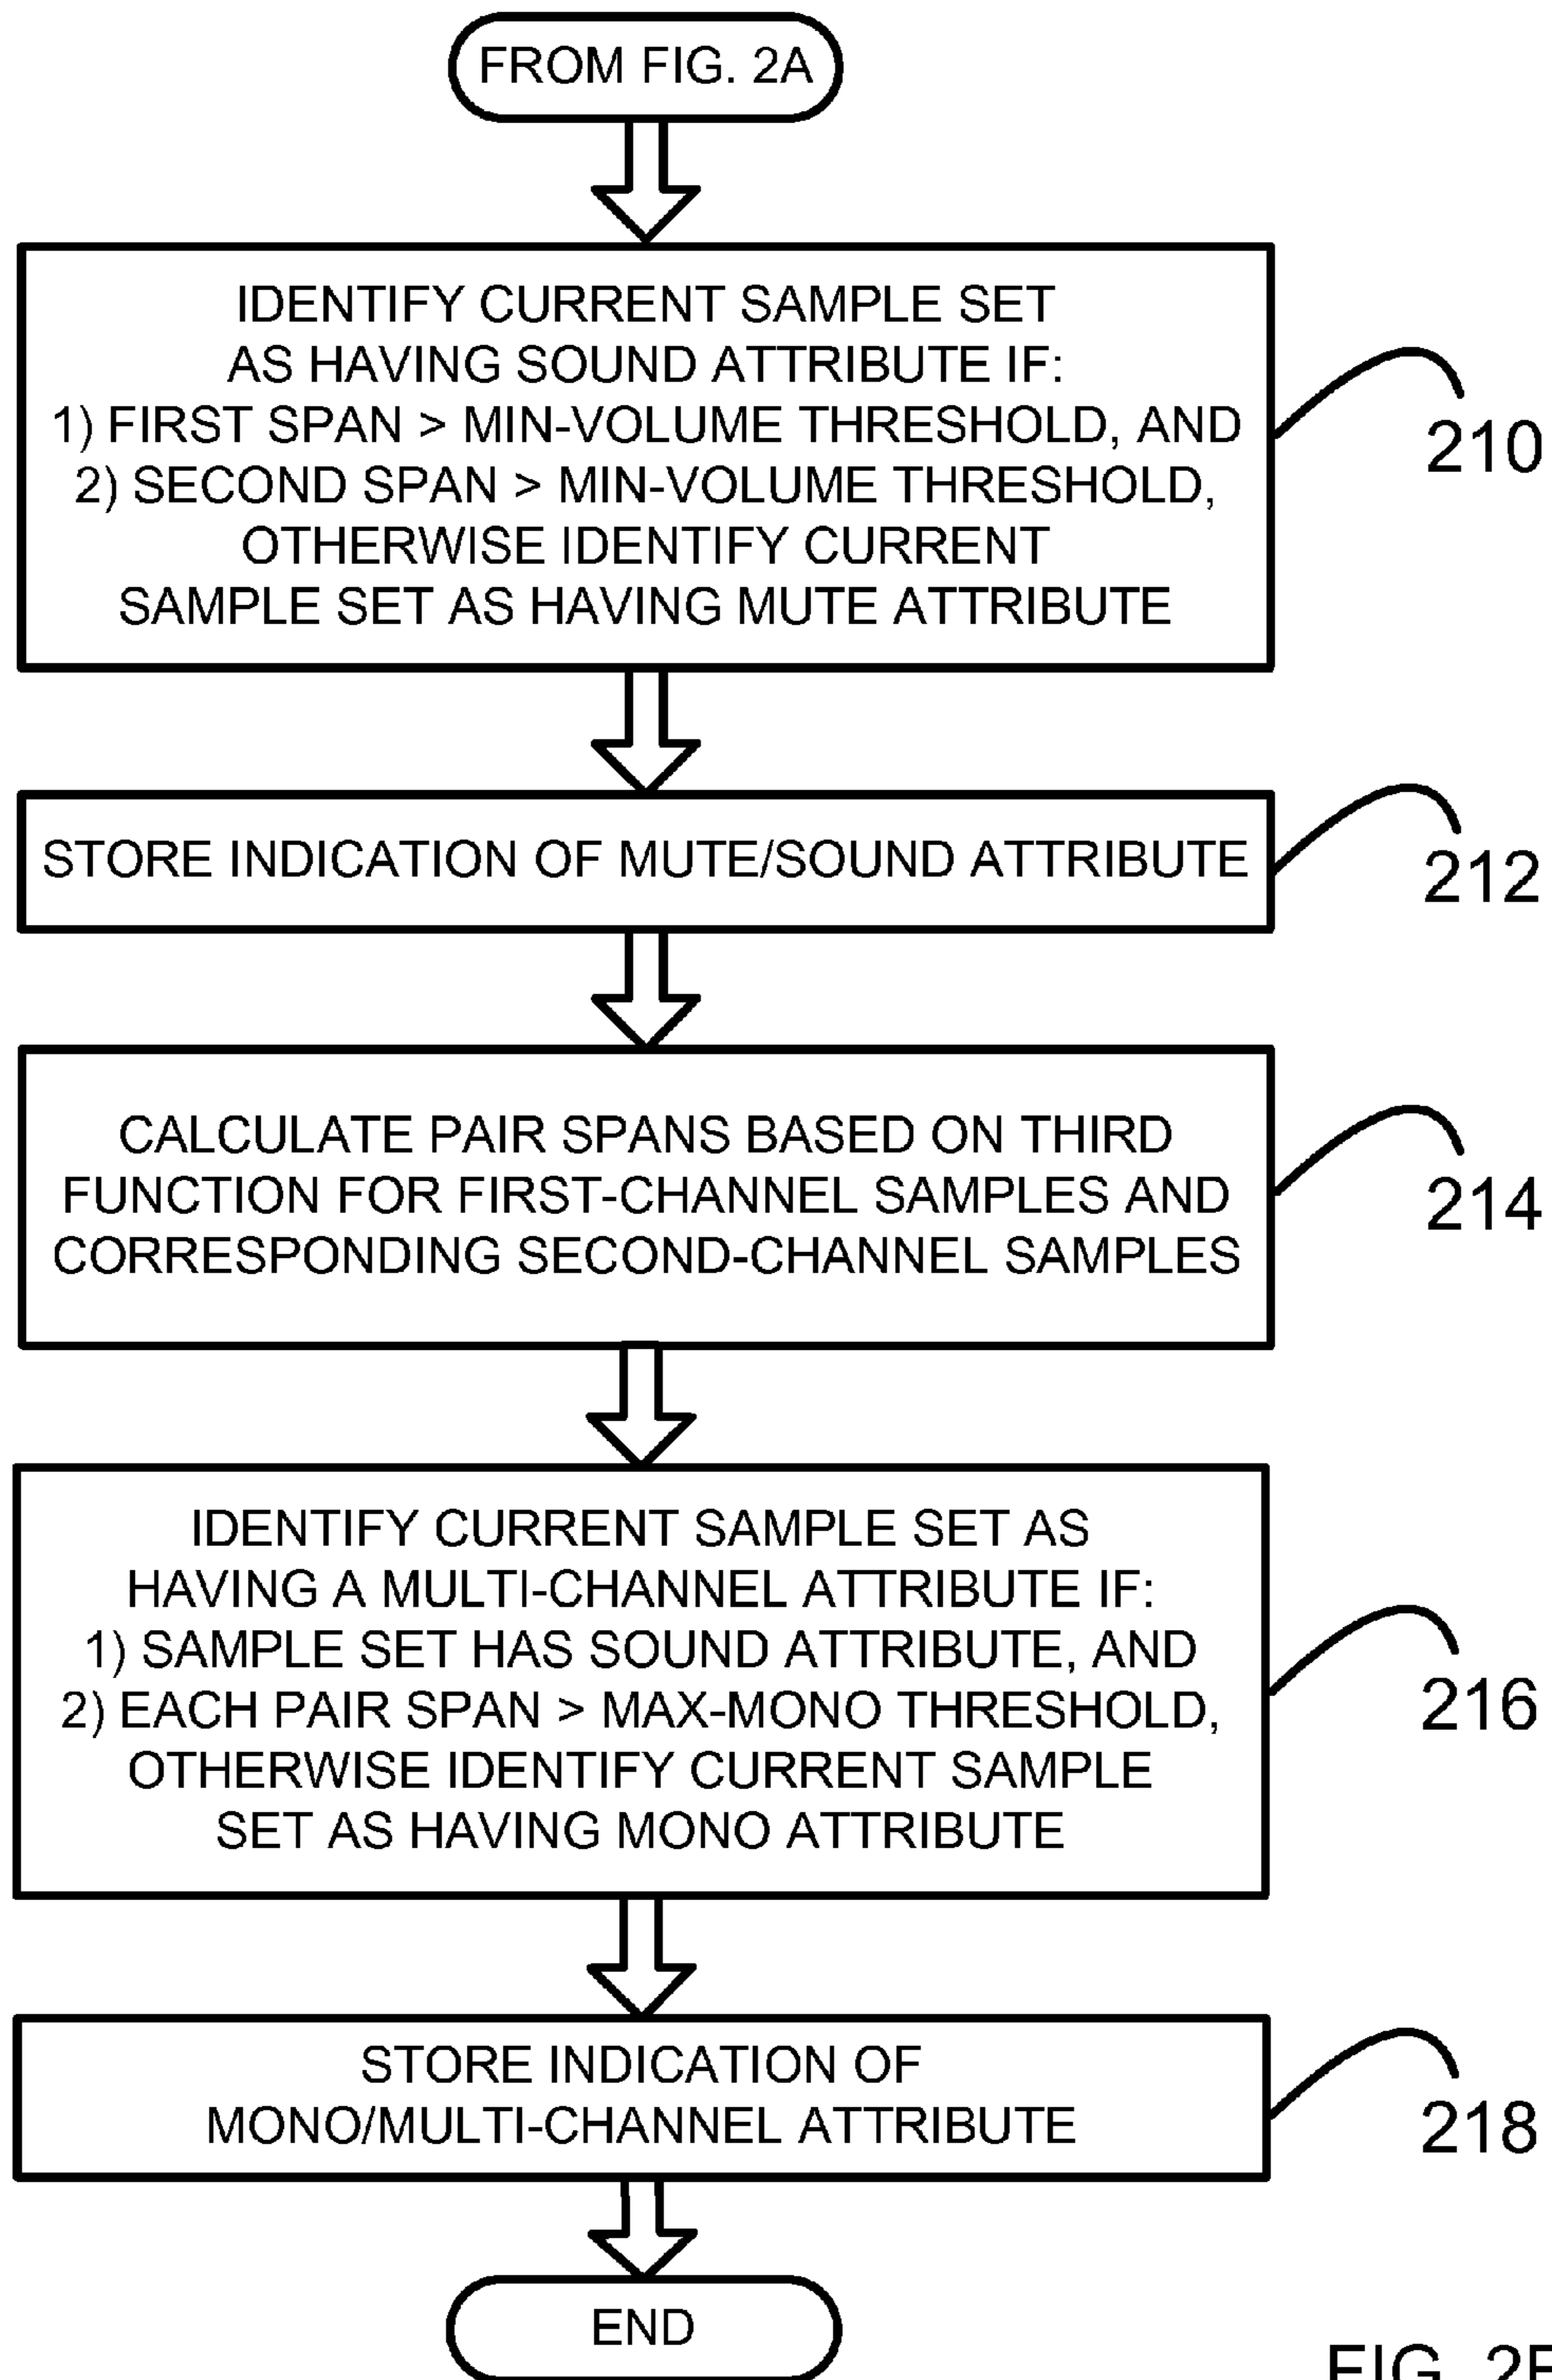 FROM FIG. 2A
IDENTIFY CURRENT SAMPLE SET
AS HAVING SOUND ATTRIBUTE IF:
1) FIRST SPAN > MIN-VOLUME THRESHOLD, AND
2) SECOND SPAN > MIN-VOLUME THRESHOLD,
OTHERWISE IDENTIFY CURRENT
SAMPLE SET AS HAVING MUTE ATTRIBUTE
210
STORE INDICATION OF MUTE/SOUND ATTRIBUTE
212
CALCULATE PAIR SPANS BASED ON THIRD
FUNCTION FOR FIRST-CHANNEL SAMPLES AND
CORRESPONDING SECOND-CHANNEL SAMPLES
214
IDENTIFY CURRENT SAMPLE SET AS
HAVING A MULTI-CHANNEL ATTRIBUTE IF:
1) SAMPLE SET HAS SOUND ATTRIBUTE, AND
2) EACH PAIR SPAN > MAX-MONO THRESHOLD,
OTHERWISE IDENTIFY CURRENT SAMPLE
SET AS HAVING MONO ATTRIBUTE
216
STORE INDICATION OF
MONO/MULTI-CHANNEL ATTRIBUTE
218
END
FIG. 2B